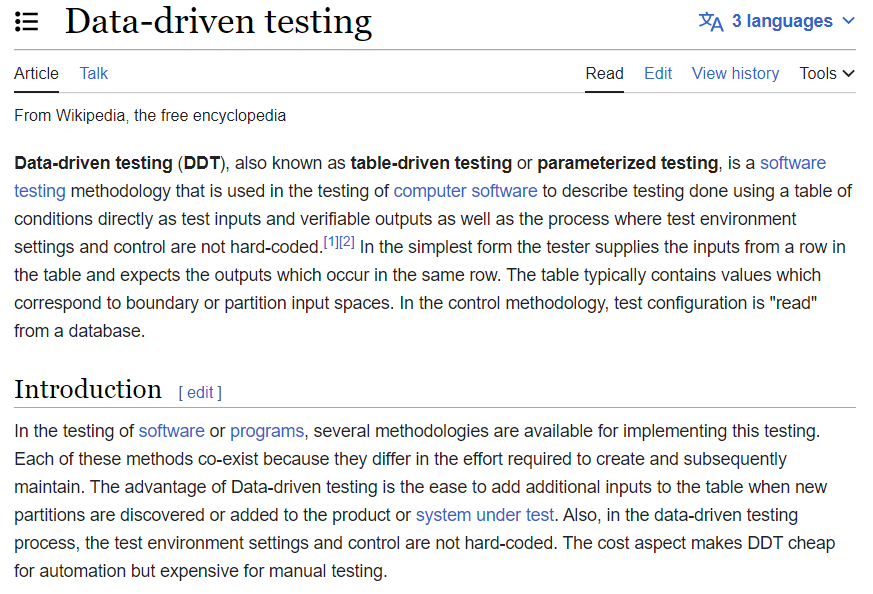 Data-driven testing
3 languages
Article Talk
Read Edit View history Tools
From Wikipedia, the free encyclopedia
Data-driven testing (DDT), also known as table-driven testing or parameterized testing, is a software
testing methodology that is used in the testing of computer software to describe testing done using a table of
conditions directly as test inputs and verifiable outputs as well as the process where test environment
settings and control are not hard-coded.[1][2] In the simplest form the tester supplies the inputs from a row in
the table and expects the outputs which occur in the same row. The table typically contains values which
correspond to boundary or partition input spaces. In the control methodology, test configuration is "read"
from a database.
Introduction [ edit ]
In the testing of software or programs, several methodologies are available for implementing this testing.
Each of these methods co-exist because they differ in the effort required to create and subsequently
maintain. The advantage of Data-driven testing is the ease to add additional inputs to the table when new
partitions are discovered or added to the product or system under test. Also, in the data-driven testing
process, the test environment settings and control are not hard-coded. The cost aspect makes DDT cheap
for automation but expensive for manual testing.